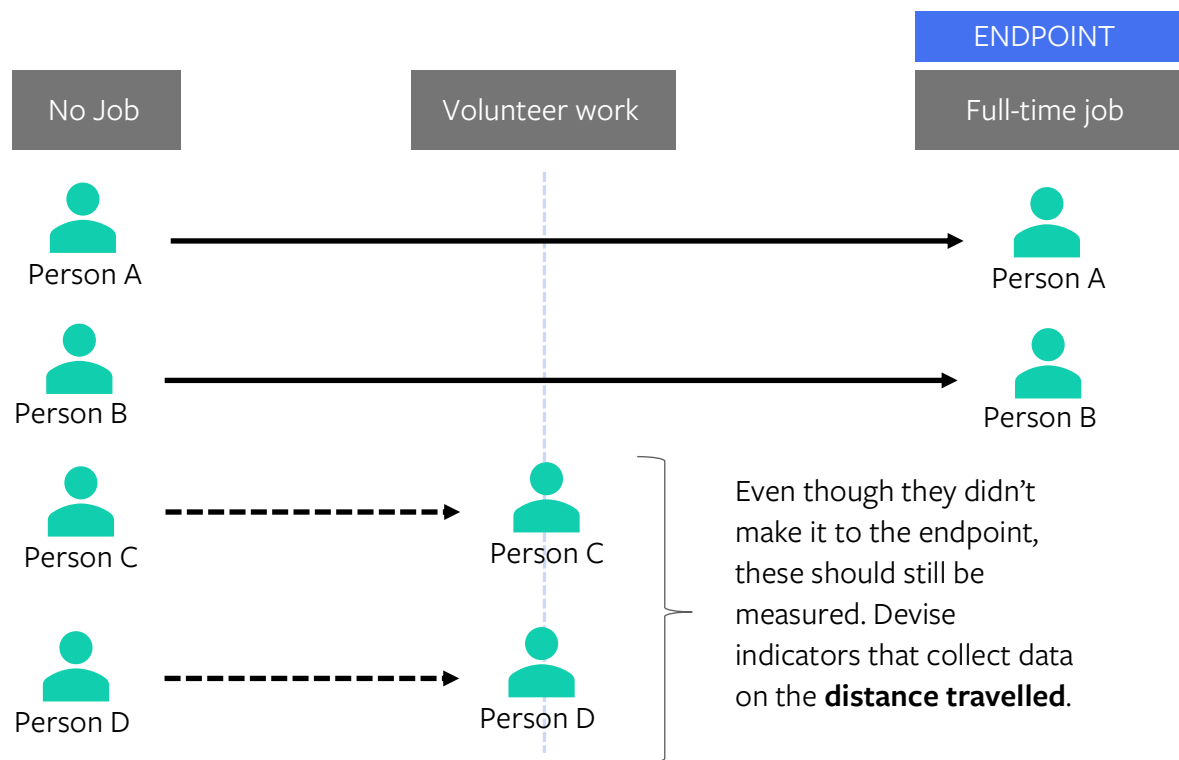 ENDPOINT
No Job
Volunteer work
Full-time job
Person A
Person A
Person B
Person B
Person C
Person C
Person D
Person D
Even though they didn’t
make it to the endpoint,
these should still be
measured. Devise
indicators that collect data
on the distance travelled.